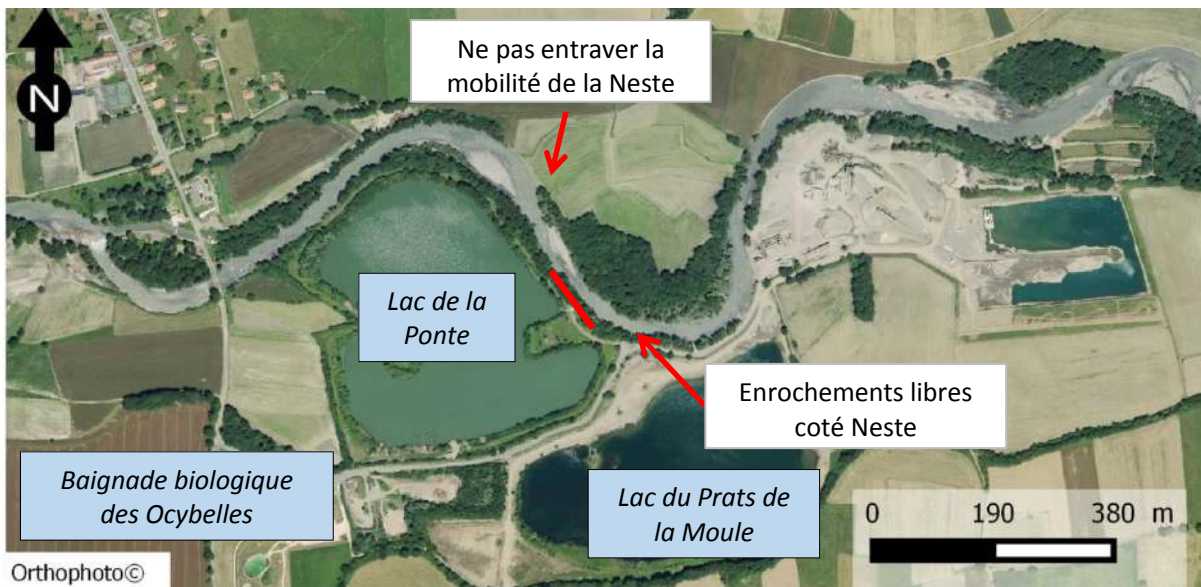 N
Ne pas entraver la
mobilité de la Neste
Lac de la
Ponte
Enrochements libres
coté Neste
Baignade biologique
des Ocybelles
Lac du Prats de
la Moule
0 190 380 m
Orthophoto©